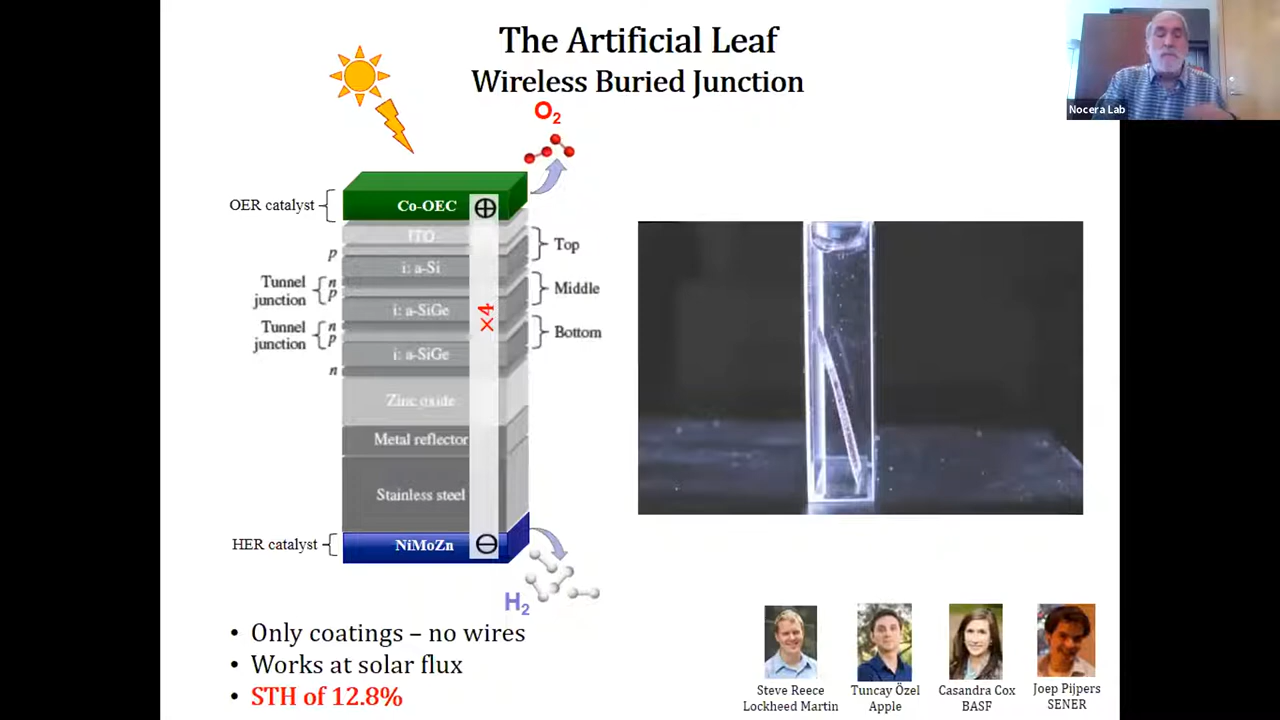 The Artificial Leaf
Wireless Buried Junction
Nocera Lab
O2
OER catalyst
Co-OEC
⊕
ITO
Top
p
i: a-Si
Tunnel
junction
n
p
Middle
i: a-SiGe
×4
Tunnel
junction
n
p
Bottom
i: a-SiGe
n
Zinc oxide
Metal reflector
Stainless steel
HER catalyst
NiMoZn
⊖
H2
• Only coatings – no wires
• Works at solar flux
• STH of 12.8%
Steve Reece
Lockheed Martin
Tuncay Özel
Apple
Casandra Cox
BASF
Joep Pijpers
SENER